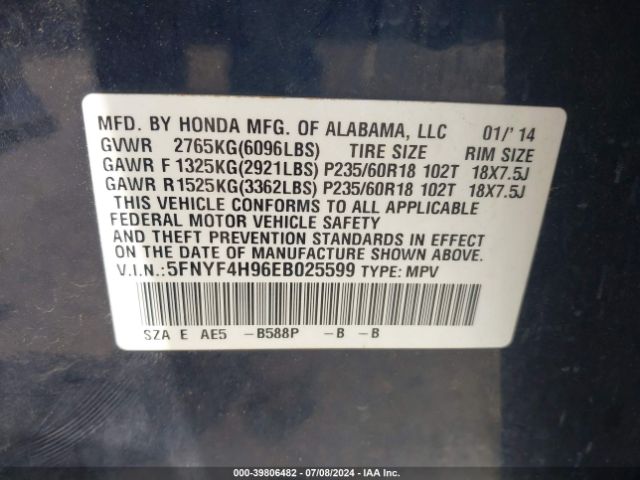 MFD. BY HONDA MFG. OF ALABAMA, LLC 01/'14
GVWR 2765KG(6096LBS) TIRE SIZE RIM SIZE
GAWR F 1325KG(2921LBS) P235/60R18 102T 18X7.5J
GAWR R 1525KG(3362LBS) P235/60R18 102T 18X7.5J
THIS VEHICLE CONFORMS TO ALL APPLICABLE
FEDERAL MOTOR VEHICLE SAFETY
AND THEFT PREVENTION STANDARDS IN EFFECT
ON THE DATE OF MANUFACTURE SHOWN ABOVE.
V.I.N.:5FNYF4H96EB025599 TYPE: MPV
SZA E AE5 -B588P -B -B
000-39806482 - 07/08/2024 - IAA Inc.